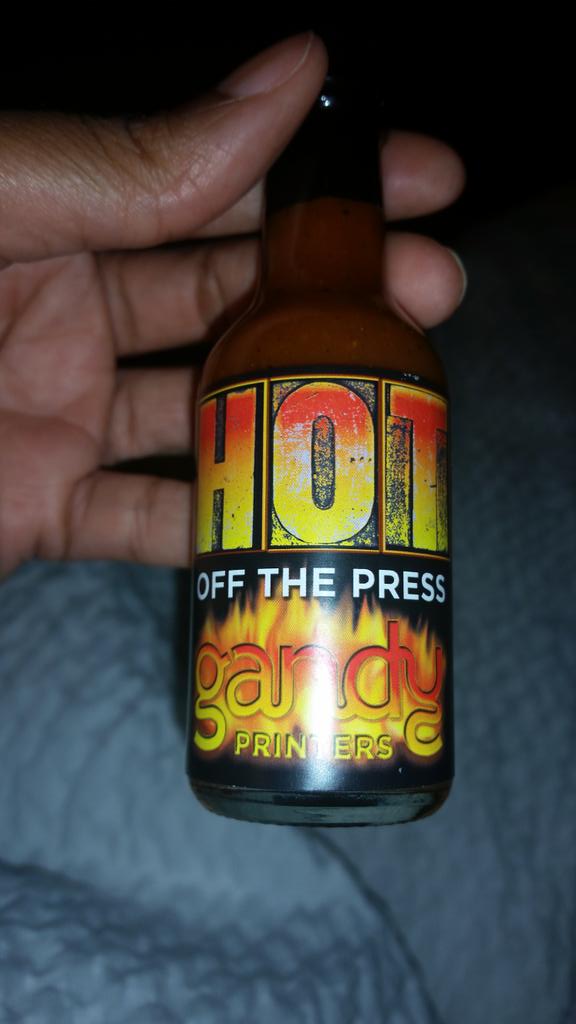 HOT
OFF THE PRESS
gandy
PRINTERS